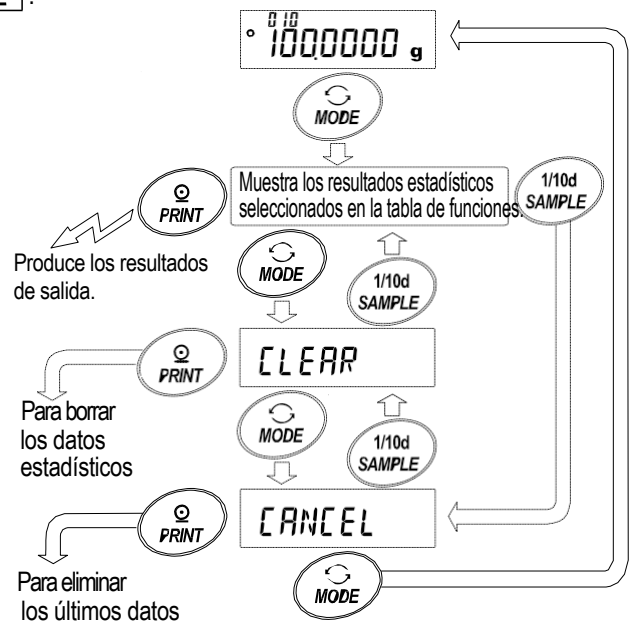 E .
010
° 100.0000 g
MODE
Muestra los resultados estadísticos
seleccionados en la tabla de funciones.
1/10d
SAMPLE
PRINT
Produce los resultados
de salida.
MODE
1/10d
SAMPLE
PRINT
CLEAR
Para borrar
los datos
estadísticos
MODE
1/10d
SAMPLE
PRINT
CANCEL
Para eliminar
los últimos datos
MODE